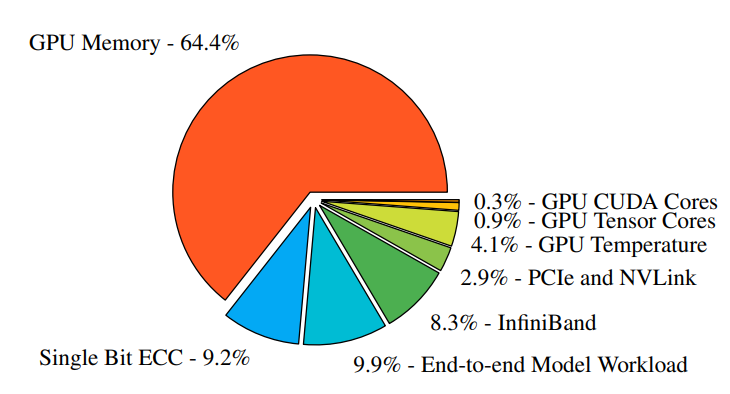 GPU Memory - 64.4%
0.3% - GPU CUDA Cores
0.9% - GPU Tensor Cores
4.1% - GPU Temperature
2.9% - PCIe and NVLink
8.3% - InfiniBand
Single Bit ECC - 9.2%
9.9% - End-to-end Model Workload